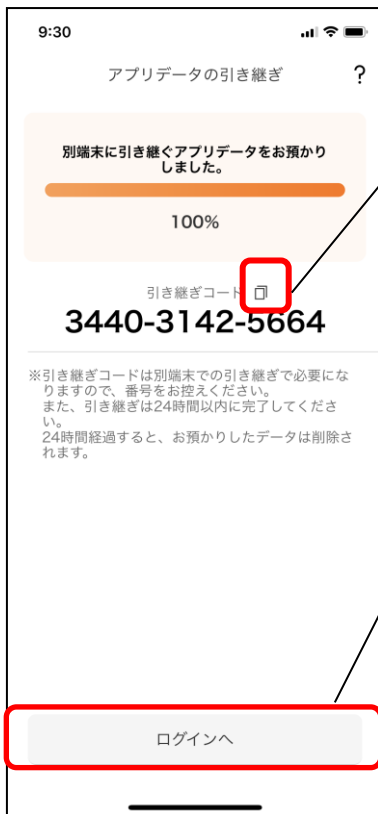 9:30
アプリデータの引き継ぎ ?
別端末に引き継ぐアプリデータをお預かり
しました。
100%
引き継ぎコード
3440-3142-5664
※引き継ぎコードは別端末での引き継ぎで必要にな
りますので、番号をお控えください。
また、引き継ぎは24時間以内に完了してくださ
い。
24時間経過すると、お預かりしたデータは削除さ
れます。
ログインへ